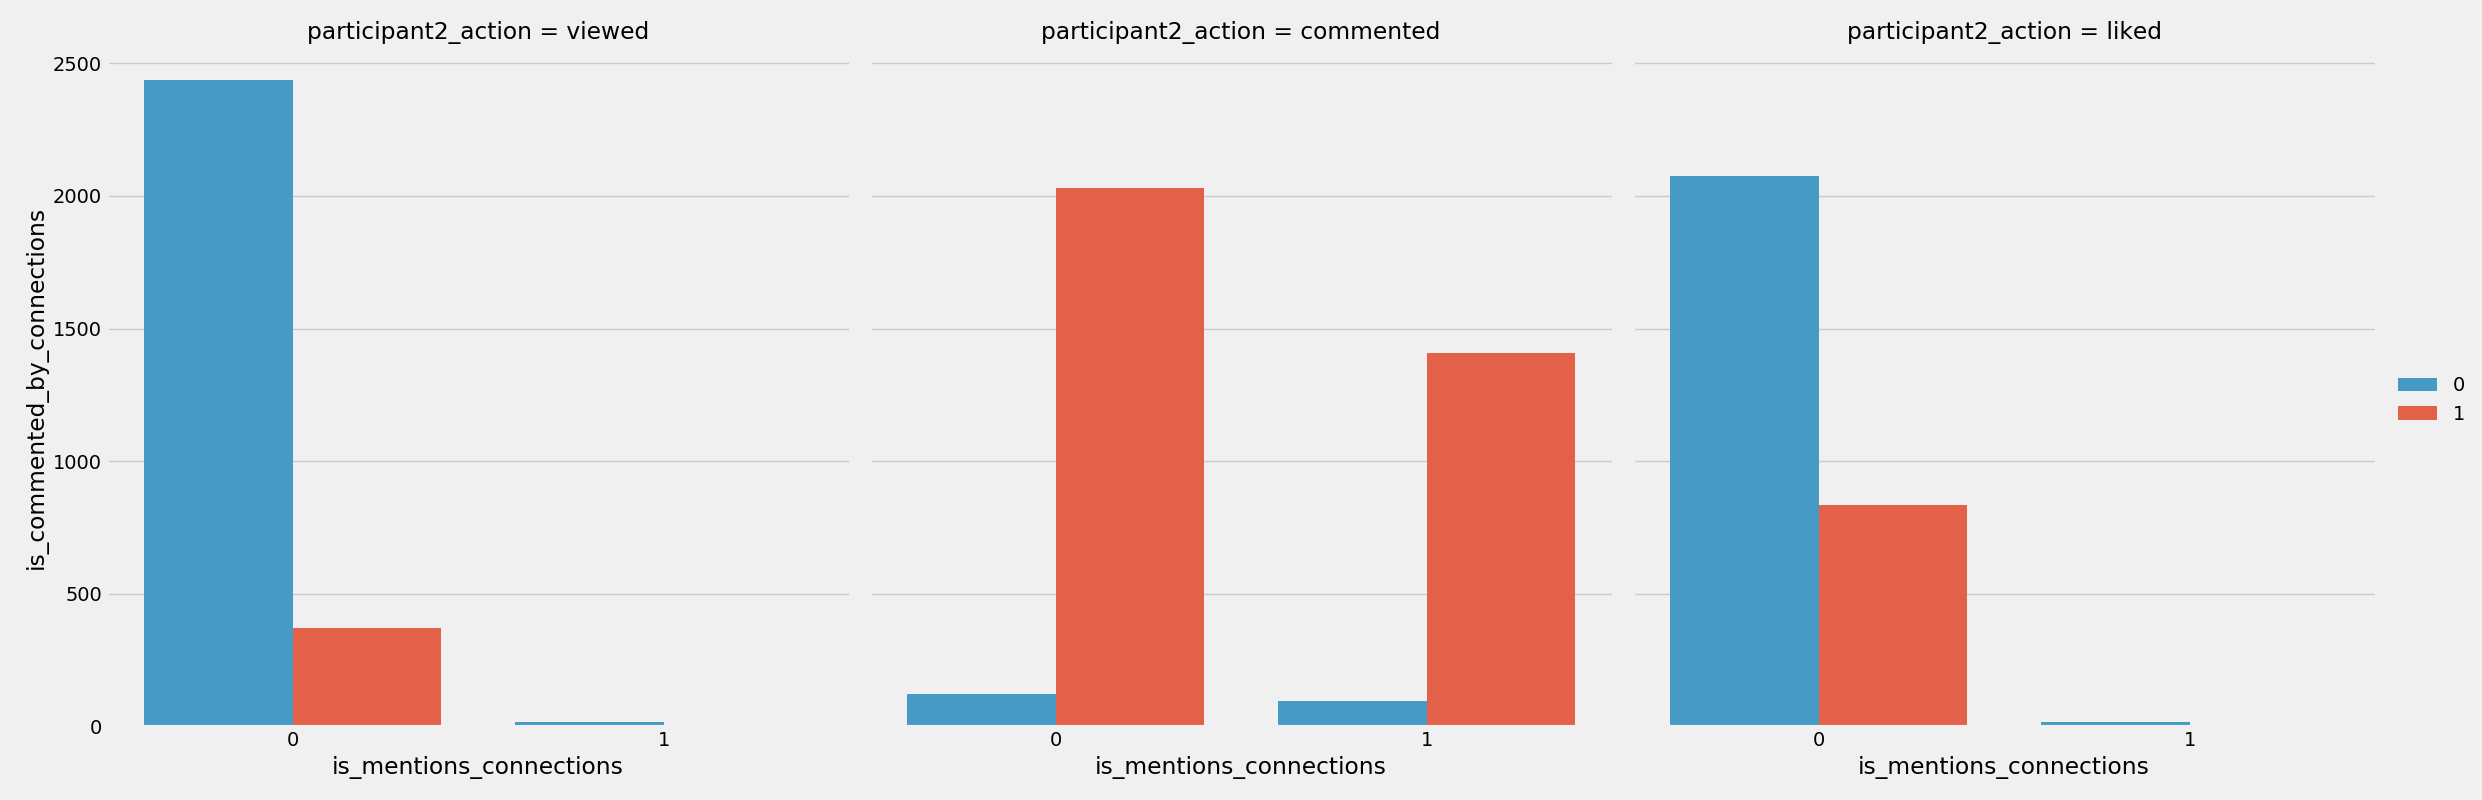 participant2_action = viewed
participant2_action = commented
participant2_action = liked
is_commented_by_connections
2500
2000
1500
1000
500
0
0 1
0 1
0 1
is_mentions_connections
is_mentions_connections
is_mentions_connections
0
1